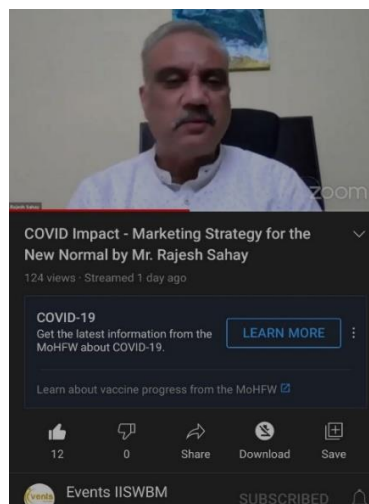 Rajesh Sahay
zoom
COVID Impact - Marketing Strategy for the
New Normal by Mr. Rajesh Sahay
124 views · Streamed 1 day ago
COVID-19
Get the latest information from the
MoHFW about COVID-19.
LEARN MORE
Learn about vaccine progress from the MoHFW
12
0
Share
Download
Save
Events IISWBM
SUBSCRIBED